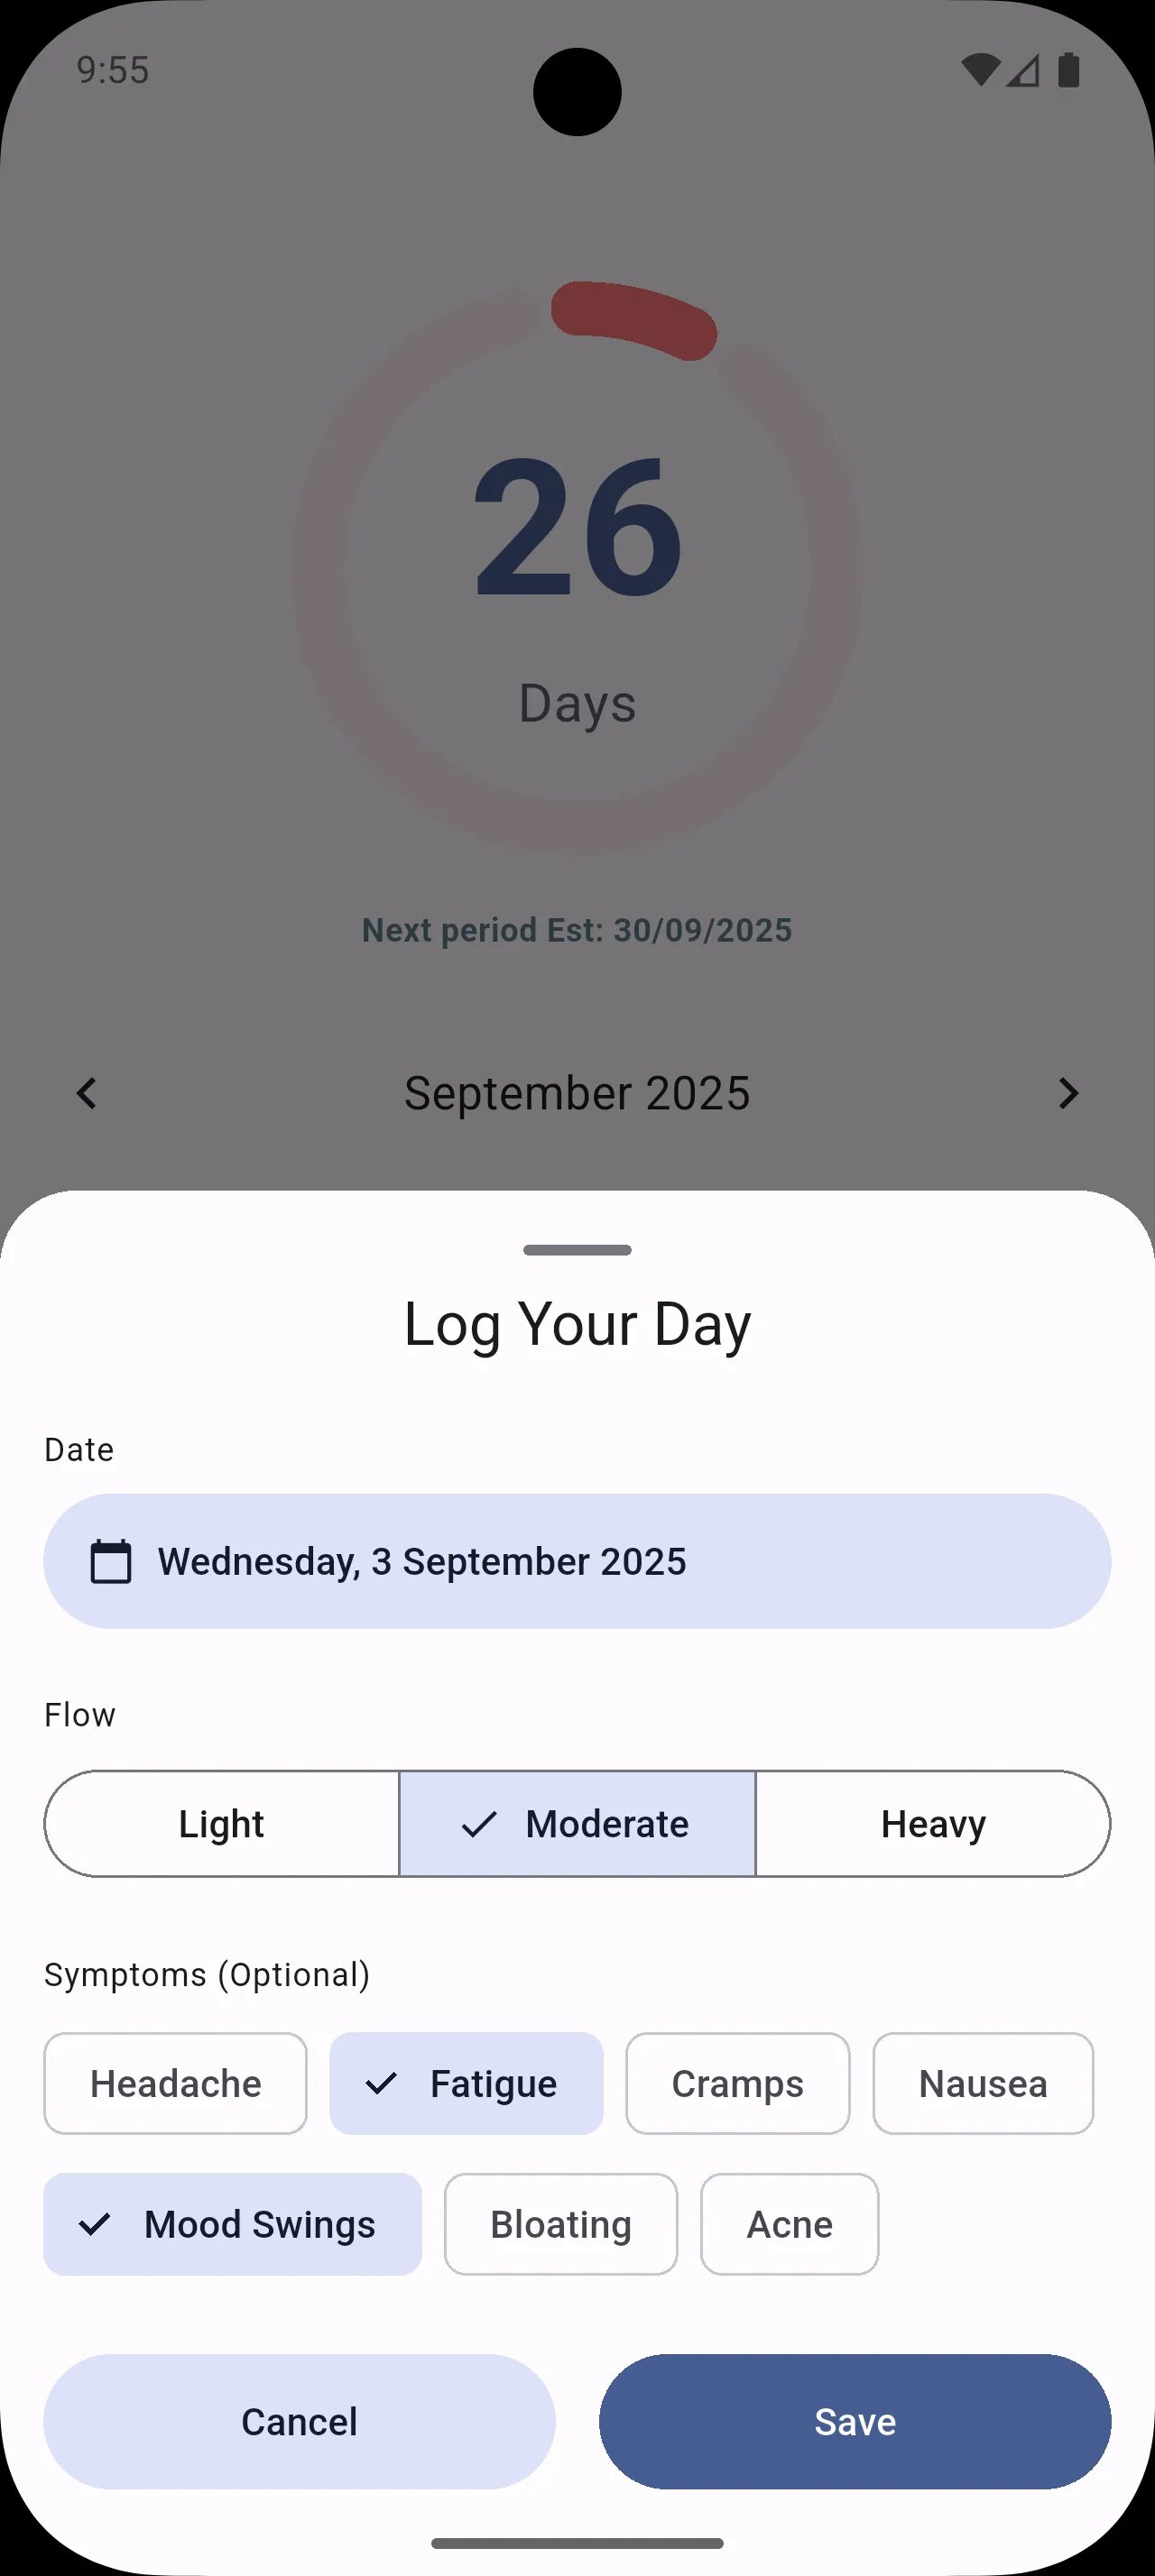 9:55
26
Days
Next period Est: 30/09/2025
September 2025
Log Your Day
Date
Wednesday, 3 September 2025
Flow
Light Moderate Heavy
Symptoms (Optional)
Headache Fatigue Cramps Nausea
Mood Swings Bloating Acne
Cancel Save